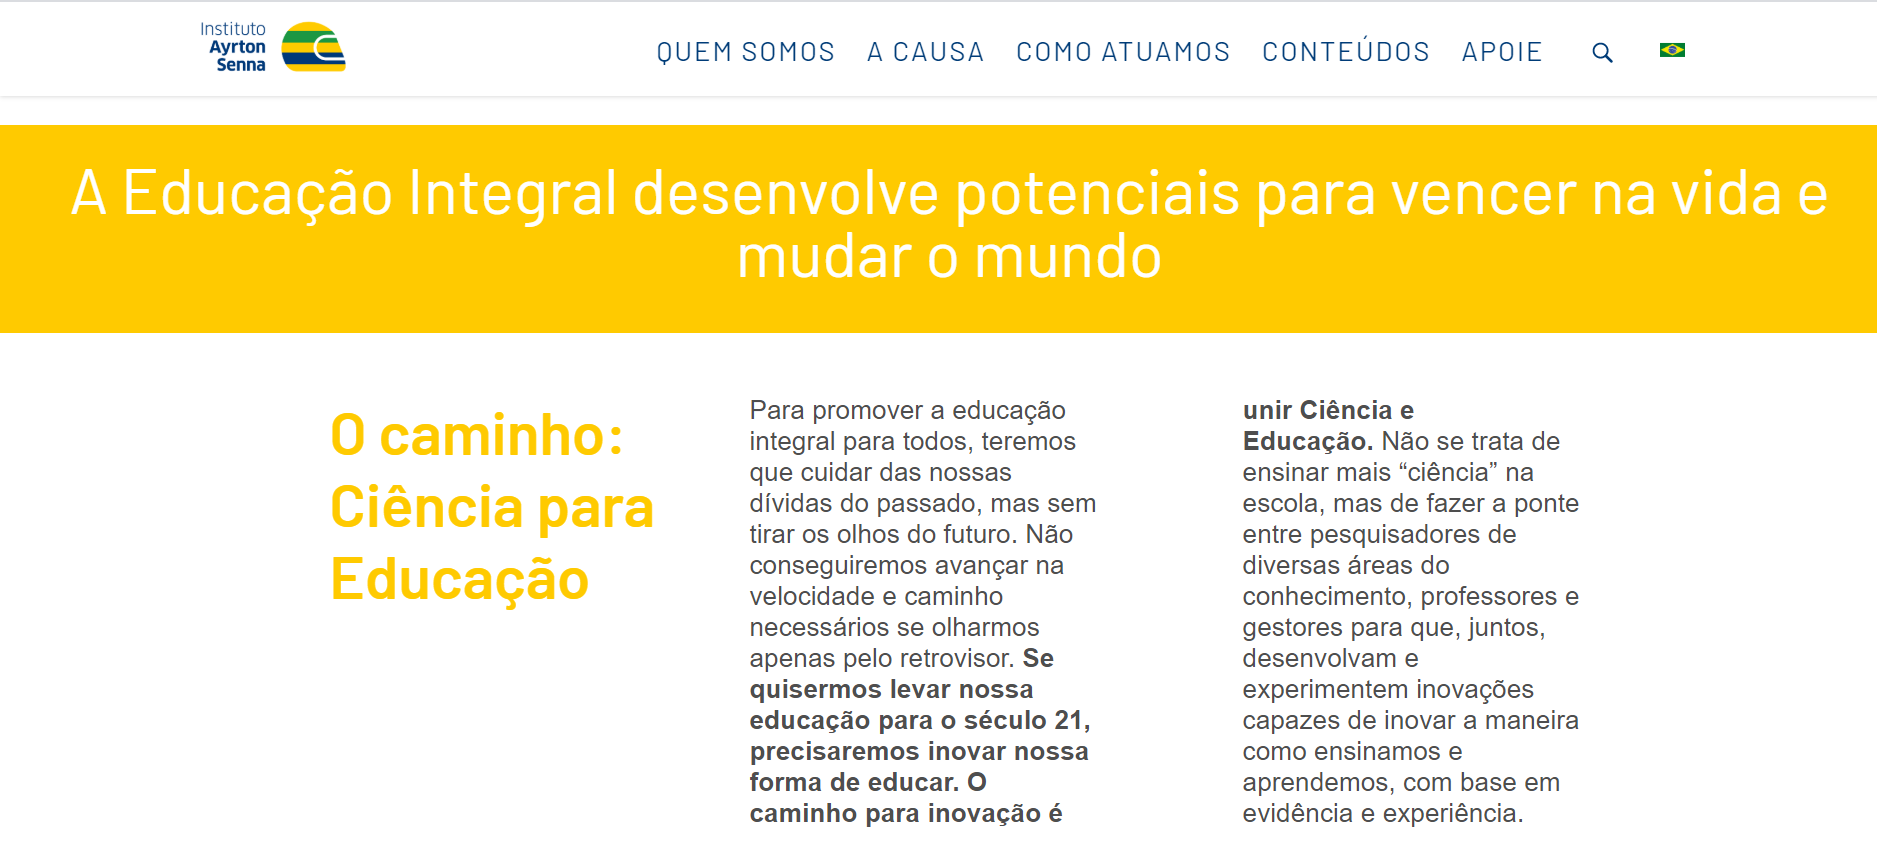 Instituto
Ayrton
Senna
QUEM SOMOS A CAUSA COMO ATUAMOS CONTEÚDOS APOIE
A Educação Integral desenvolve potenciais para vencer na vida e
mudar o mundo
O caminho:
Ciência para
Educação
Para promover a educação
integral para todos, teremos
que cuidar das nossas
dívidas do passado, mas sem
tirar os olhos do futuro. Não
conseguiremos avançar na
velocidade e caminho
necessários se olharmos
apenas pelo retrovisor. Se
quisermos levar nossa
educação para o século 21,
precisaremos inovar nossa
forma de educar. O
caminho para inovação é
unir Ciência e
Educação. Não se trata de
ensinar mais “ciência” na
escola, mas de fazer a ponte
entre pesquisadores de
diversas áreas do
conhecimento, professores e
gestores para que, juntos,
desenvolvam e
experimentem inovações
capazes de inovar a maneira
como ensinamos e
aprendemos, com base em
evidência e experiência.